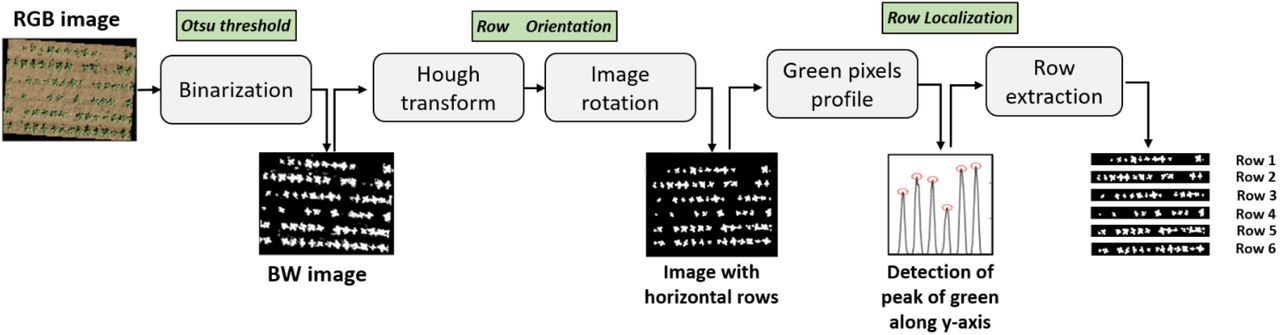 RGB image
Otsu threshold
Row Orientation
Row Localization
Binarization
Hough
transform
Image
rotation
Green pixels
profile
Row
extraction
BW image
Image with
horizontal rows
Detection of
peak of green
along y-axis
Row 1
Row 2
Row 3
Row 4
Row 5
Row 6